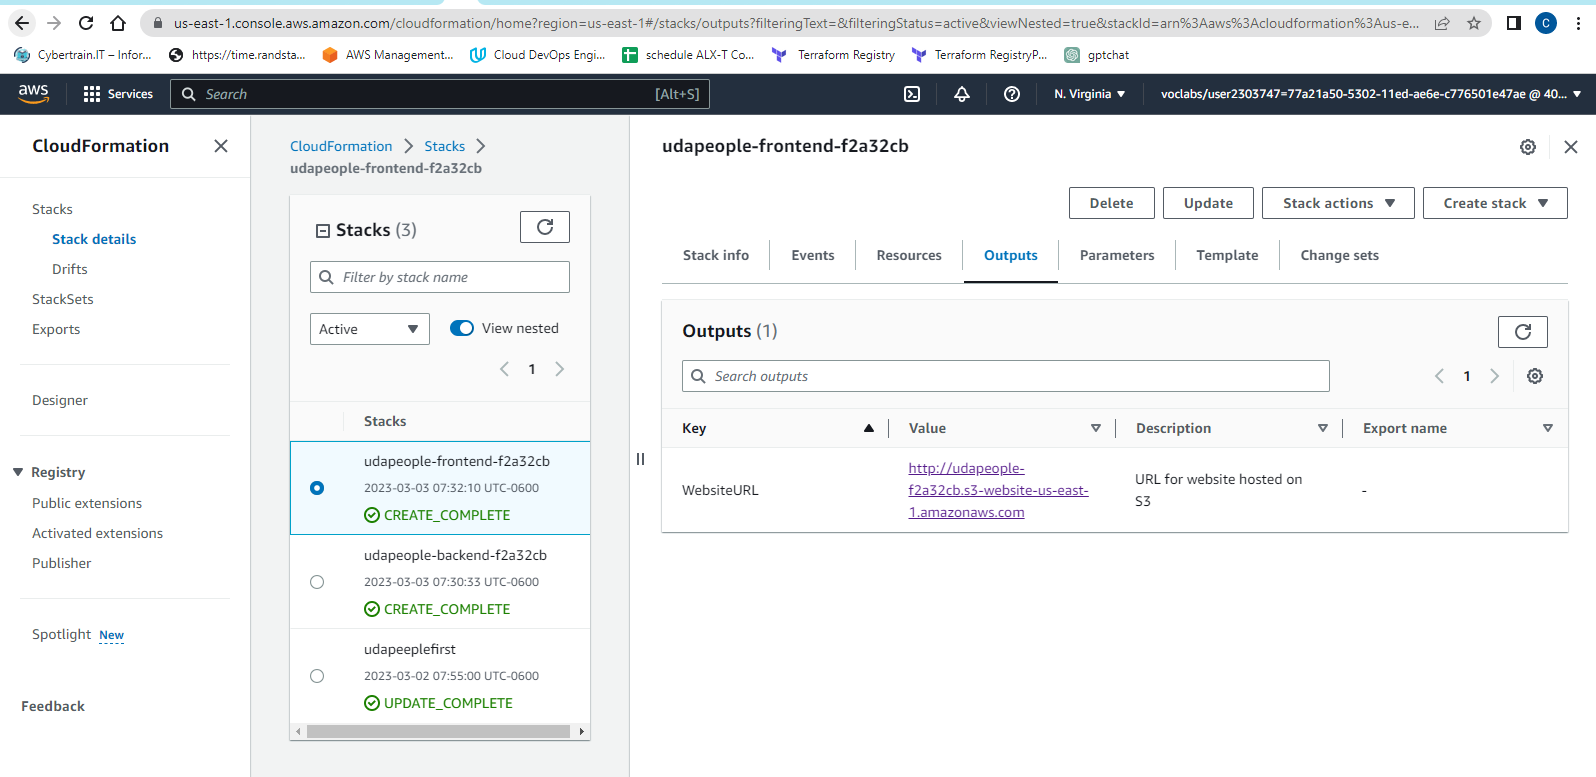 us-east-1.console.aws.amazon.com/cloudformation/home?region=us-east-1#/stacks/outputs?filteringText=&filteringStatus=active&viewNested=true&stackId=arn%3Aaws%3Acloudformation%3Aus-e...
C
Cybertrain.IT – Infor...
https://time.randsta...
AWS Management...
Cloud DevOps Engi...
schedule ALX-T Co...
Terraform Registry
Terraform RegistryP...
gptchat
aws
Services
Search
[Alt+S]
N. Virginia
voclabs/user2303747=77a21a50-5302-11ed-ae6e-c776501e47ae @ 40...
CloudFormation
Stacks
Stack details
Drifts
StackSets
Exports
Designer
Registry
Public extensions
Activated extensions
Publisher
Spotlight New
Feedback
CloudFormation
Stacks
udapeople-frontend-f2a32cb
Stacks (3)
Filter by stack name
Active
View nested
1
Stacks
udapeople-frontend-f2a32cb
2023-03-03 07:32:10 UTC-0600
CREATE_COMPLETE
udapeople-backend-f2a32cb
2023-03-03 07:30:33 UTC-0600
CREATE_COMPLETE
udapeeplefirst
2023-03-02 07:55:00 UTC-0600
UPDATE_COMPLETE
udapeople-frontend-f2a32cb
Delete
Update
Stack actions
Create stack
Stack info
Events
Resources
Outputs
Parameters
Template
Change sets
Outputs (1)
Search outputs
1
Key
Value
Description
Export name
WebsiteURL
http://udapeople-
f2a32cb.s3-website-us-east-
1.amazonaws.com
URL for website hosted on
S3
-